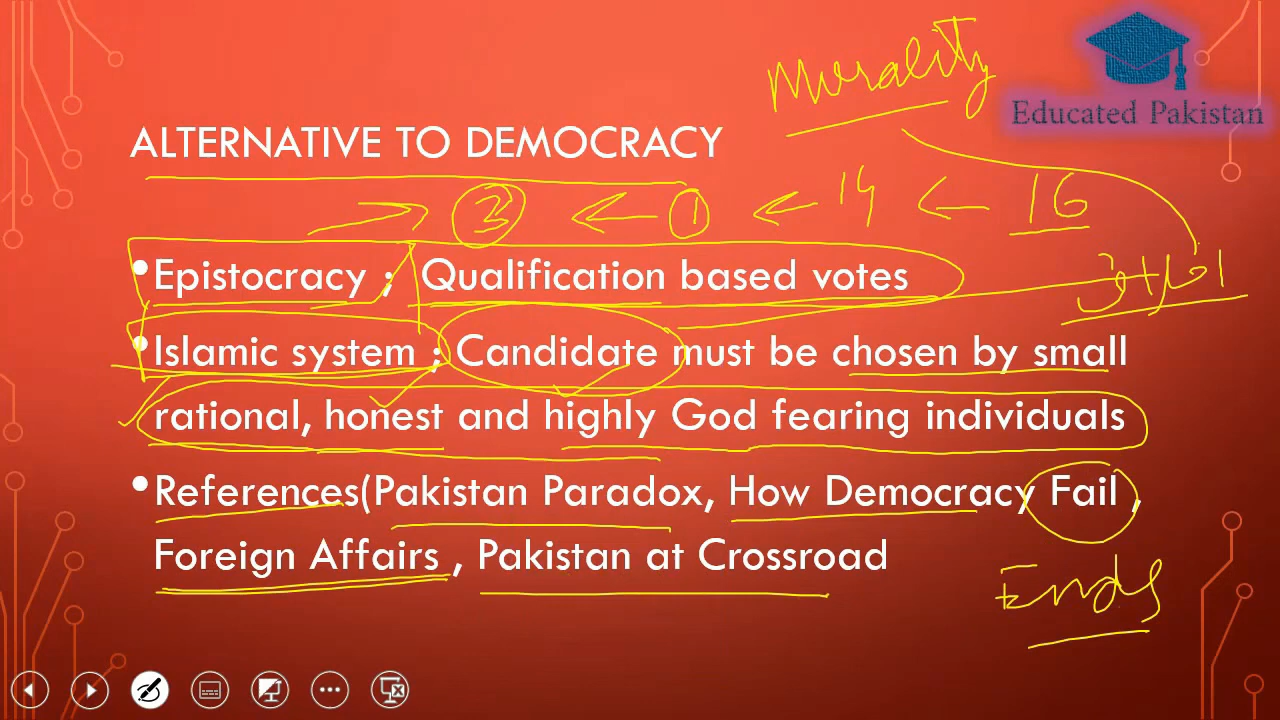 Morality
Educated Pakistan
ALTERNATIVE TO DEMOCRACY
→ 3 ← 1 ← 14 ← 16
• Epistocracy ; Qualification based votes
• Islamic system ; Candidate must be chosen by small
rational, honest and highly God fearing individuals
• References(Pakistan Paradox, How Democracy Fail ,
Foreign Affairs , Pakistan at Crossroad
Ends